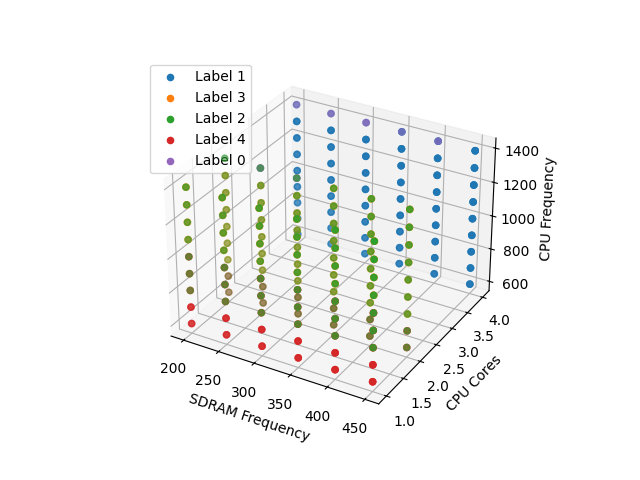 Label 1
Label 3
Label 2
Label 4
Label 0
1400
1200
1000
800
600
CPU Frequency
4.0
3.5
3.0
2.5
2.0
1.5
1.0
CPU Cores
200
250
300
350
400
450
SDRAM Frequency